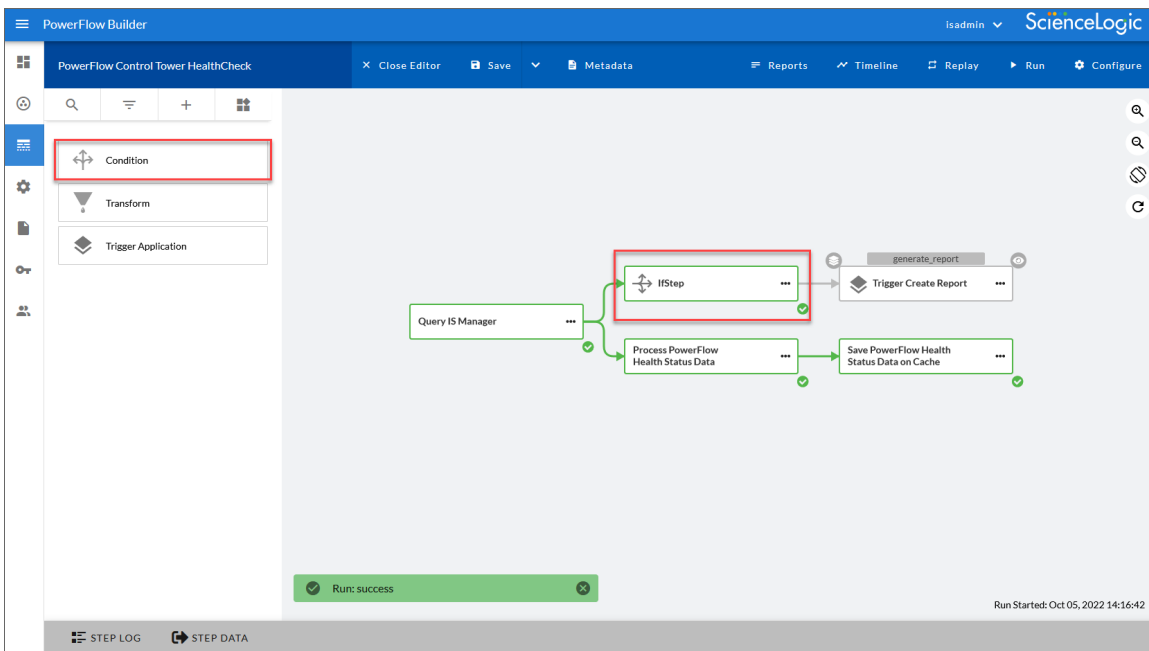 PowerFlow Builder
isadmin
ScienceLogic
PowerFlow Control Tower HealthCheck
Close Editor
Save
Metadata
Reports
Timeline
Replay
Run
Configure
Condition
Transform
Trigger Application
generate_report
IfStep
Trigger Create Report
Query IS Manager
Process PowerFlow
Health Status Data
Save PowerFlow Health
Status Data on Cache
Run: success
Run Started: Oct 05, 2022 14:16:42
STEP LOG
STEP DATA